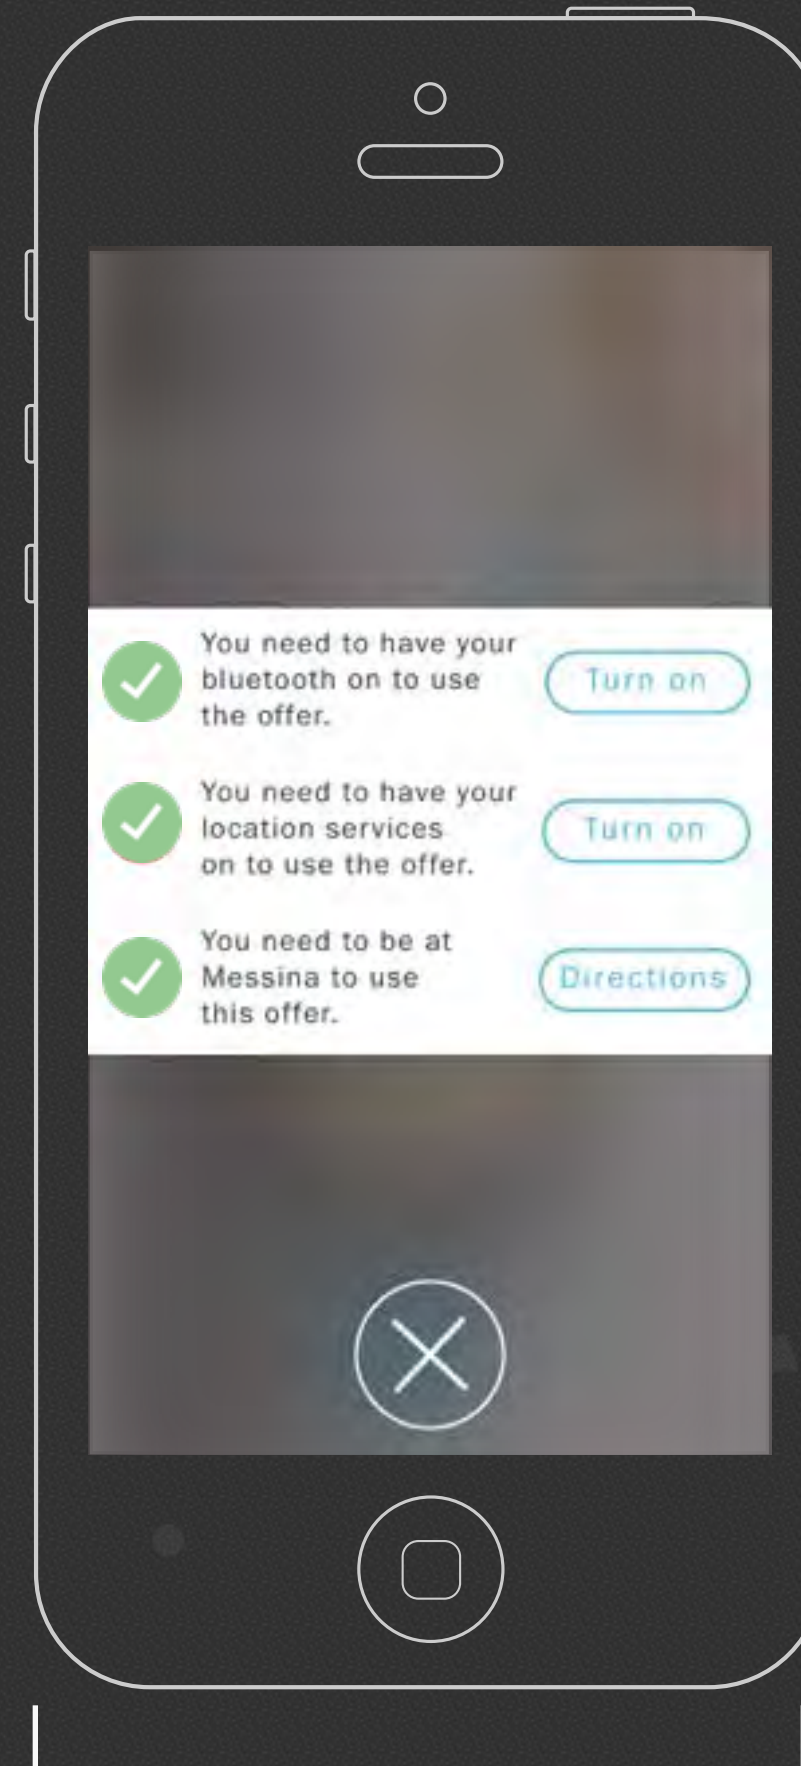 You need to have your
bluetooth on to use
the offer.
Turn on
You need to have your
location services
on to use the offer.
Turn on
You need to be at
Messina to use
this offer.
Directions